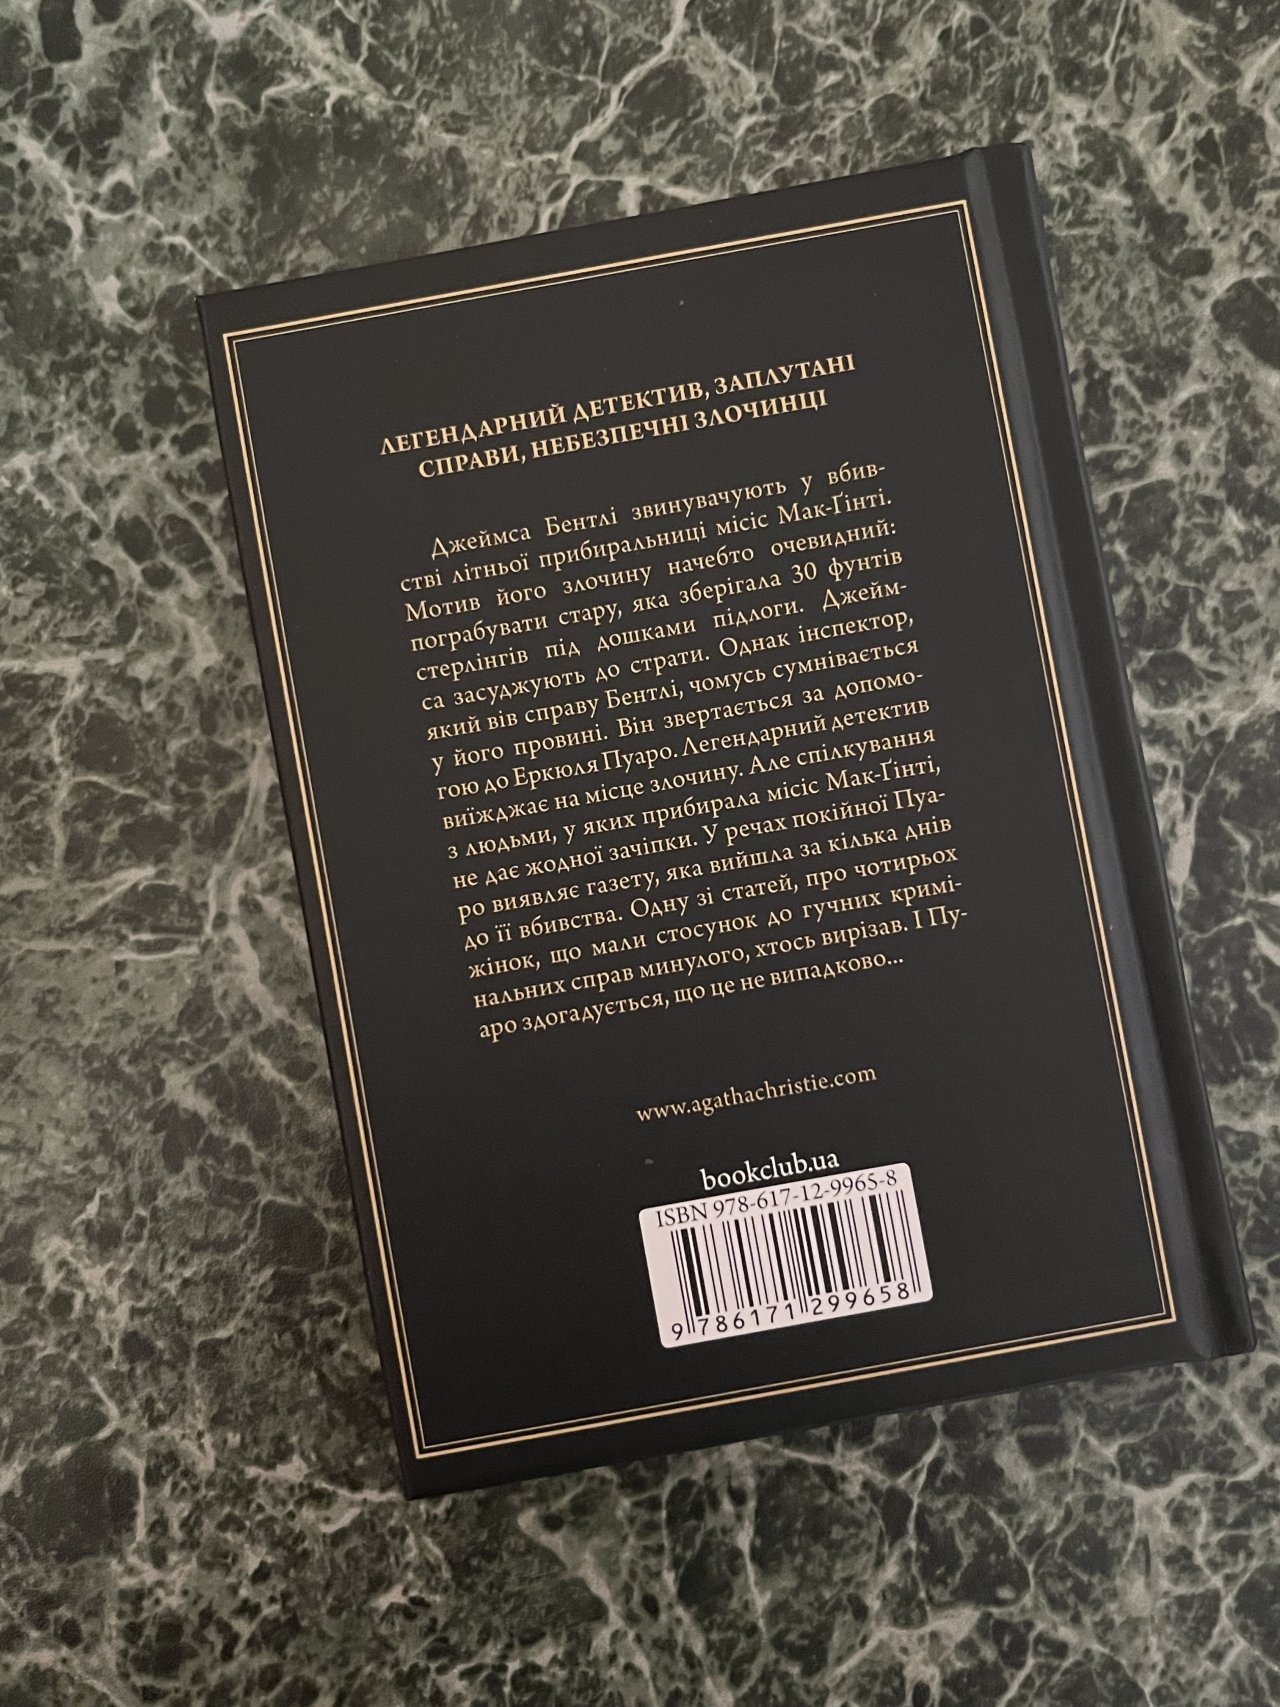 ЛЕГЕНДАРНИЙ ДЕТЕКТИВ, ЗАПЛУТАНІ
СПРАВИ, НЕБЕЗПЕЧНІ ЗЛОЧИНЦІ
Джеймса Бентлі звинувачують у вбив-
стві літньої прибиральниці місіс Мак-Ґінті.
Мотив його злочину начебто очевидний:
пограбувати стару, яка зберігала 30 фунтів
стерлінгів під дошками підлоги. Джейм-
са засуджують до страти. Однак інспектор,
який вів справу Бентлі, чомусь сумнівається
у його провині. Він звертається за допомо-
гою до Еркюля Пуаро. Легендарний детектив
виїжджає на місце злочину. Але спілкування
з людьми, у яких прибирала місіс Мак-Ґінті,
не дає жодної зачіпки. У речах покійної Пуа-
ро виявляє газету, яка вийшла за кілька днів
до її вбивства. Одну зі статей, про чотирьох
жінок, що мали стосунок до гучних кримі-
нальних справ минулого, хтось вирізав. І Пу-
аро здогадується, що це не випадково...
www.agathachristie.com
bookclub.ua
ISBN 978-617-12-9965-8
9 786171 299658